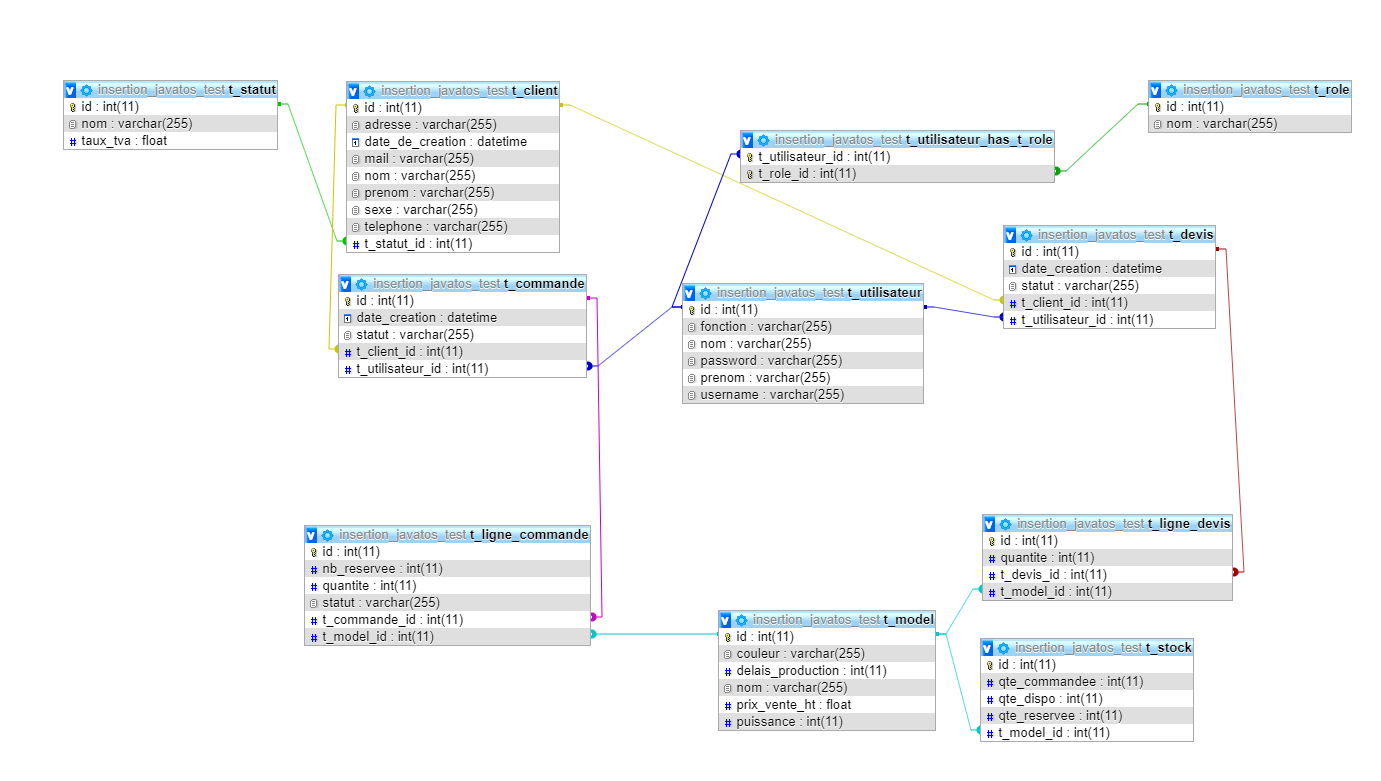 insertion_javatos_test t_statut
id : int(11)
nom : varchar(255)
taux_tva : float
insertion_javatos_test t_client
id : int(11)
adresse : varchar(255)
date_de_creation : datetime
mail : varchar(255)
nom : varchar(255)
prenom : varchar(255)
sexe : varchar(255)
telephone : varchar(255)
t_statut_id : int(11)
insertion_javatos_test t_utilisateur_has_t_role
t_utilisateur_id : int(11)
t_role_id : int(11)
insertion_javatos_test t_role
id : int(11)
nom : varchar(255)
insertion_javatos_test t_commande
id : int(11)
date_creation : datetime
statut : varchar(255)
t_client_id : int(11)
t_utilisateur_id : int(11)
insertion_javatos_test t_utilisateur
id : int(11)
fonction : varchar(255)
nom : varchar(255)
password : varchar(255)
prenom : varchar(255)
username : varchar(255)
insertion_javatos_test t_devis
id : int(11)
date_creation : datetime
statut : varchar(255)
t_client_id : int(11)
t_utilisateur_id : int(11)
insertion_javatos_test t_ligne_commande
id : int(11)
nb_reservee : int(11)
quantite : int(11)
statut : varchar(255)
t_commande_id : int(11)
t_model_id : int(11)
insertion_javatos_test t_model
id : int(11)
couleur : varchar(255)
delais_production : int(11)
nom : varchar(255)
prix_vente_ht : float
puissance : int(11)
insertion_javatos_test t_ligne_devis
id : int(11)
quantite : int(11)
t_devis_id : int(11)
t_model_id : int(11)
insertion_javatos_test t_stock
id : int(11)
qte_commandee : int(11)
qte_dispo : int(11)
qte_reservee : int(11)
t_model_id : int(11)